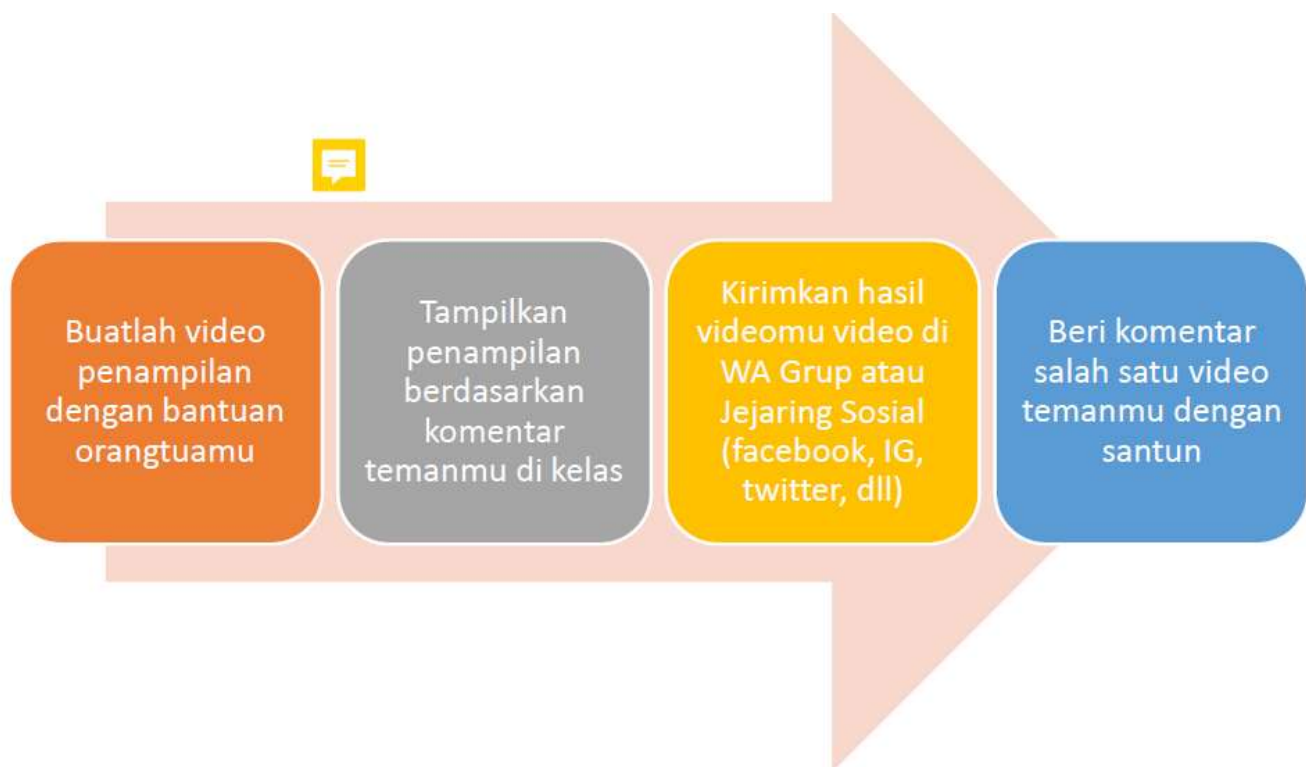 Buatlah video
penampilan
dengan bantuan
orangtuamu
Tampilkan
penampilan
berdasarkan
komentar
temanmu di kelas
Kirimkan hasil
videomu video di
WA Grup atau
Jejaring Sosial
(facebook, IG,
twitter, dll)
Beri komentar
salah satu video
temanmu dengan
santun